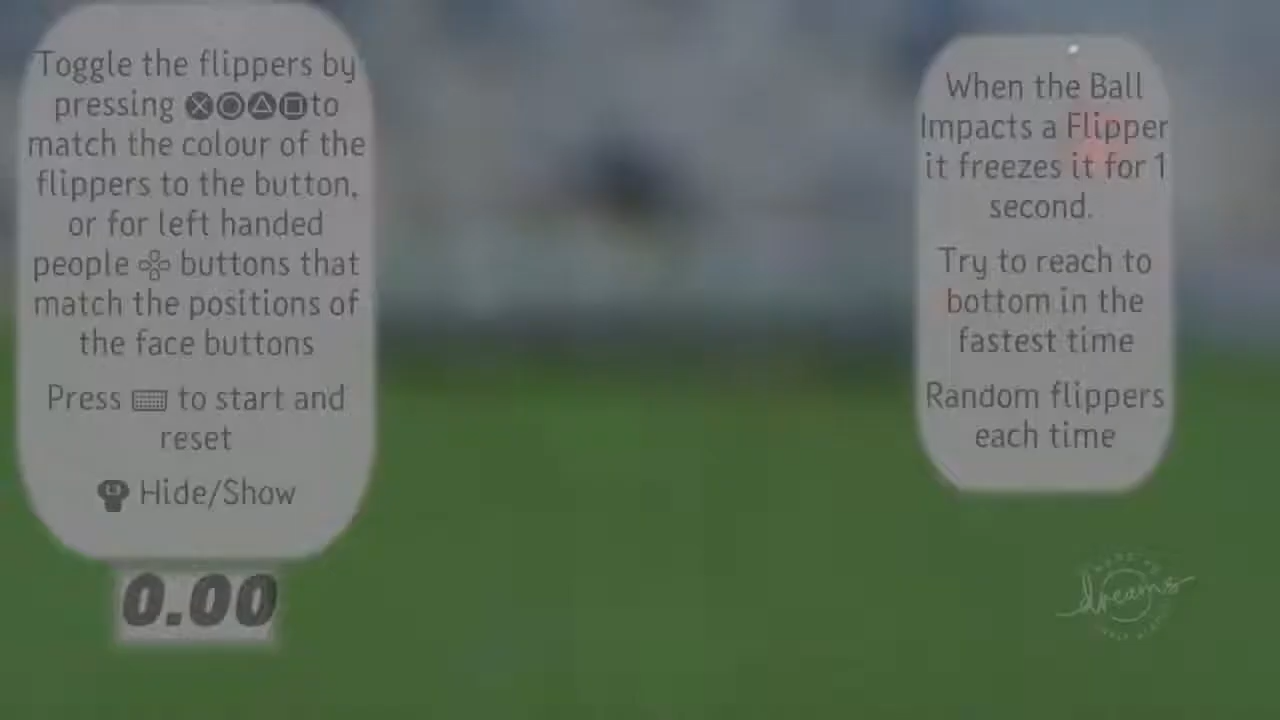 Toggle the flippers by
pressing ⓧ◯△□to
match the colour of the
flippers to the button,
or for left handed
people buttons that
match the positions of
the face buttons
Press to start and
reset
L3 Hide/Show
0.00
When the Ball
Impacts a Flipper
it freezes it for 1
second.
Try to reach to
bottom in the
fastest time
Random flippers
each time
dreams